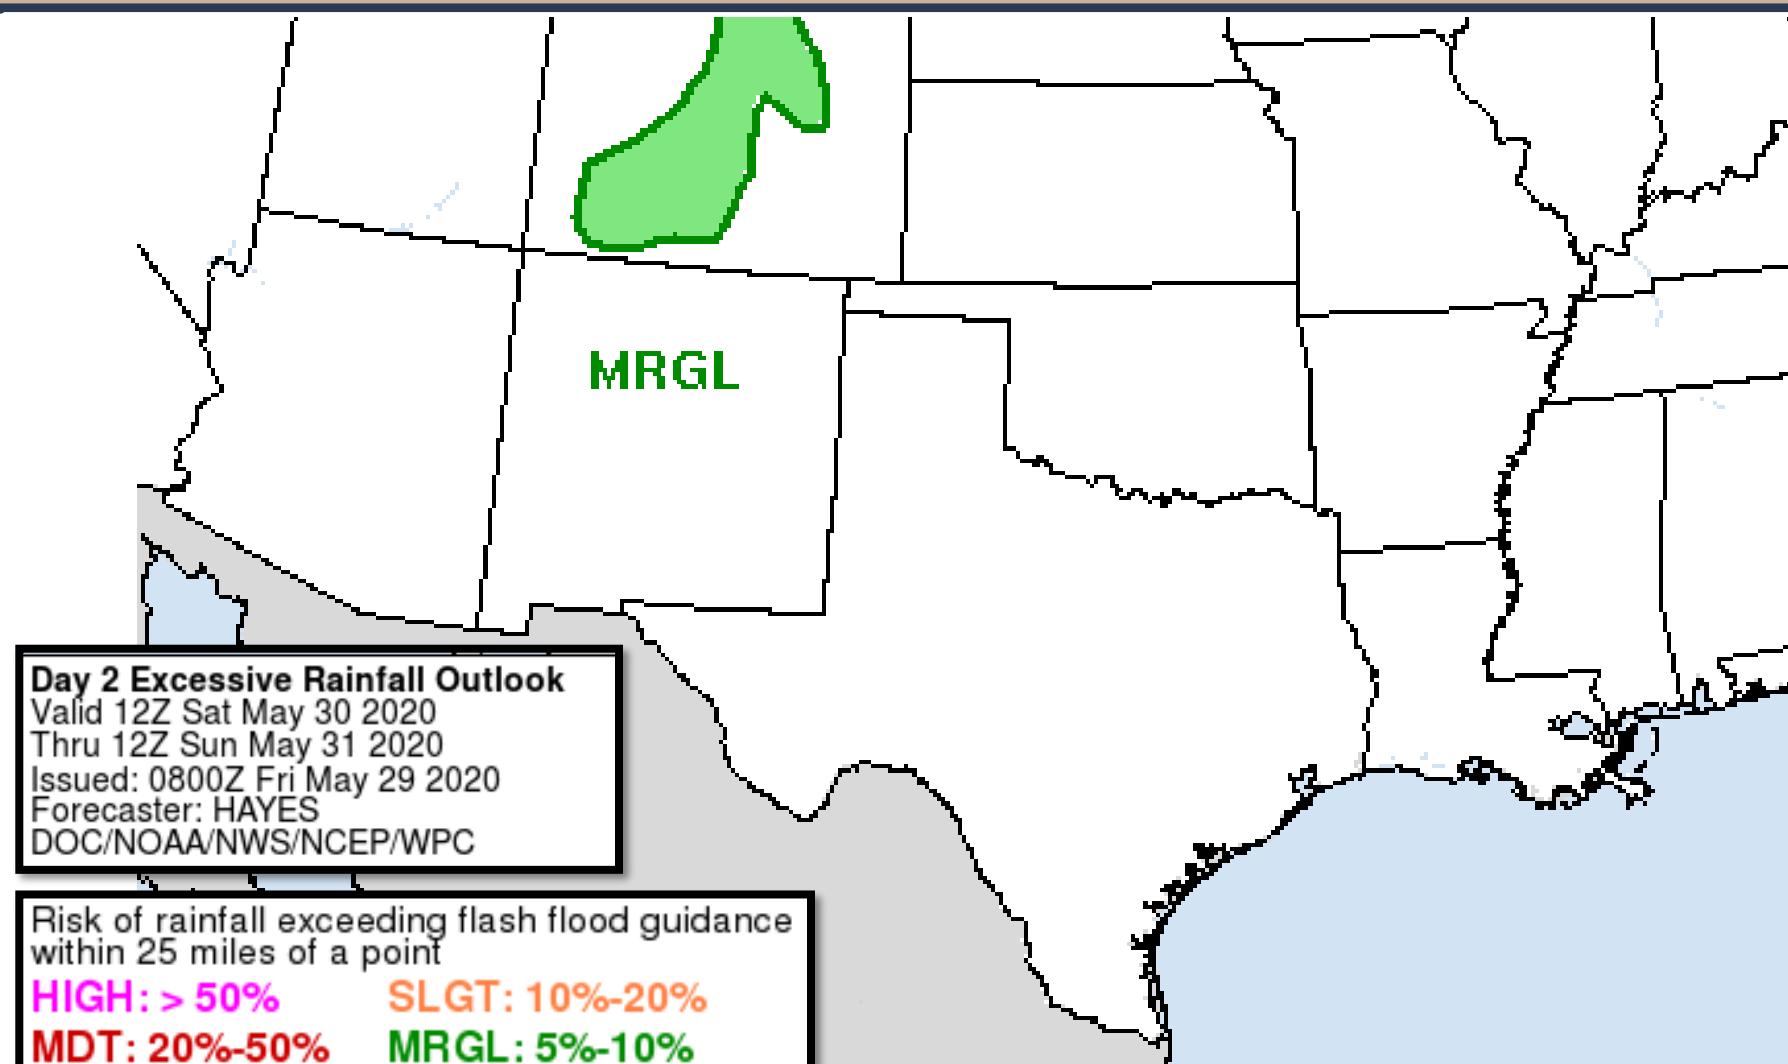 MRGL
Day 2 Excessive Rainfall Outlook
Valid 12Z Sat May 30 2020
Thru 12Z Sun May 31 2020
Issued: 0800Z Fri May 29 2020
Forecaster: HAYES
DOC/NOAA/NWS/NCEP/WPC
Risk of rainfall exceeding flash flood guidance
within 25 miles of a point
HIGH: > 50% SLGT: 10%-20%
MDT: 20%-50% MRGL: 5%-10%